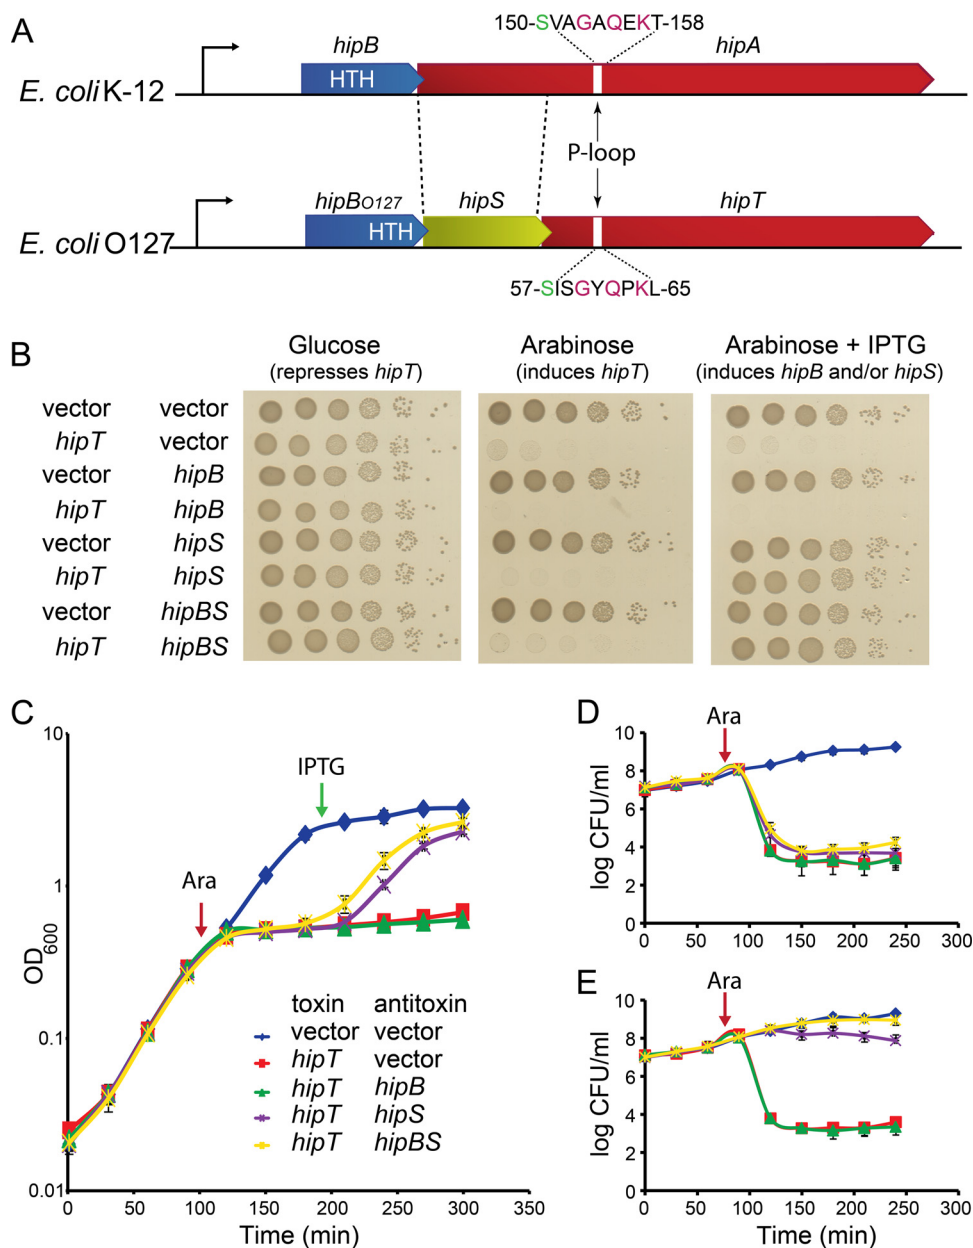 A
150-SVAGAQEKT-158
hipB
hipA
HTH
E. coli K-12
P-loop
hipBO127
hipS
hipT
HTH
E. coli O127
57-SISGYQPKL-65
B
Glucose
(represses hipT)
Arabinose
(induces hipT)
Arabinose + IPTG
(induces hipB and/or hipS)
vector vector
hipT vector
vector hipB
hipT hipB
vector hipS
hipT hipS
vector hipBS
hipT hipBS
C
10
1
0.1
0.01
OD600
Ara
IPTG
toxin antitoxin
vector vector
hipT vector
hipT hipB
hipT hipS
hipT hipBS
0 50 100 150 200 250 300 350
Time (min)
D
Ara
10
8
6
4
2
0
log CFU/ml
0 50 100 150 200 250 300
E
Ara
10
8
6
4
2
0
log CFU/ml
0 50 100 150 200 250 300
Time (min)